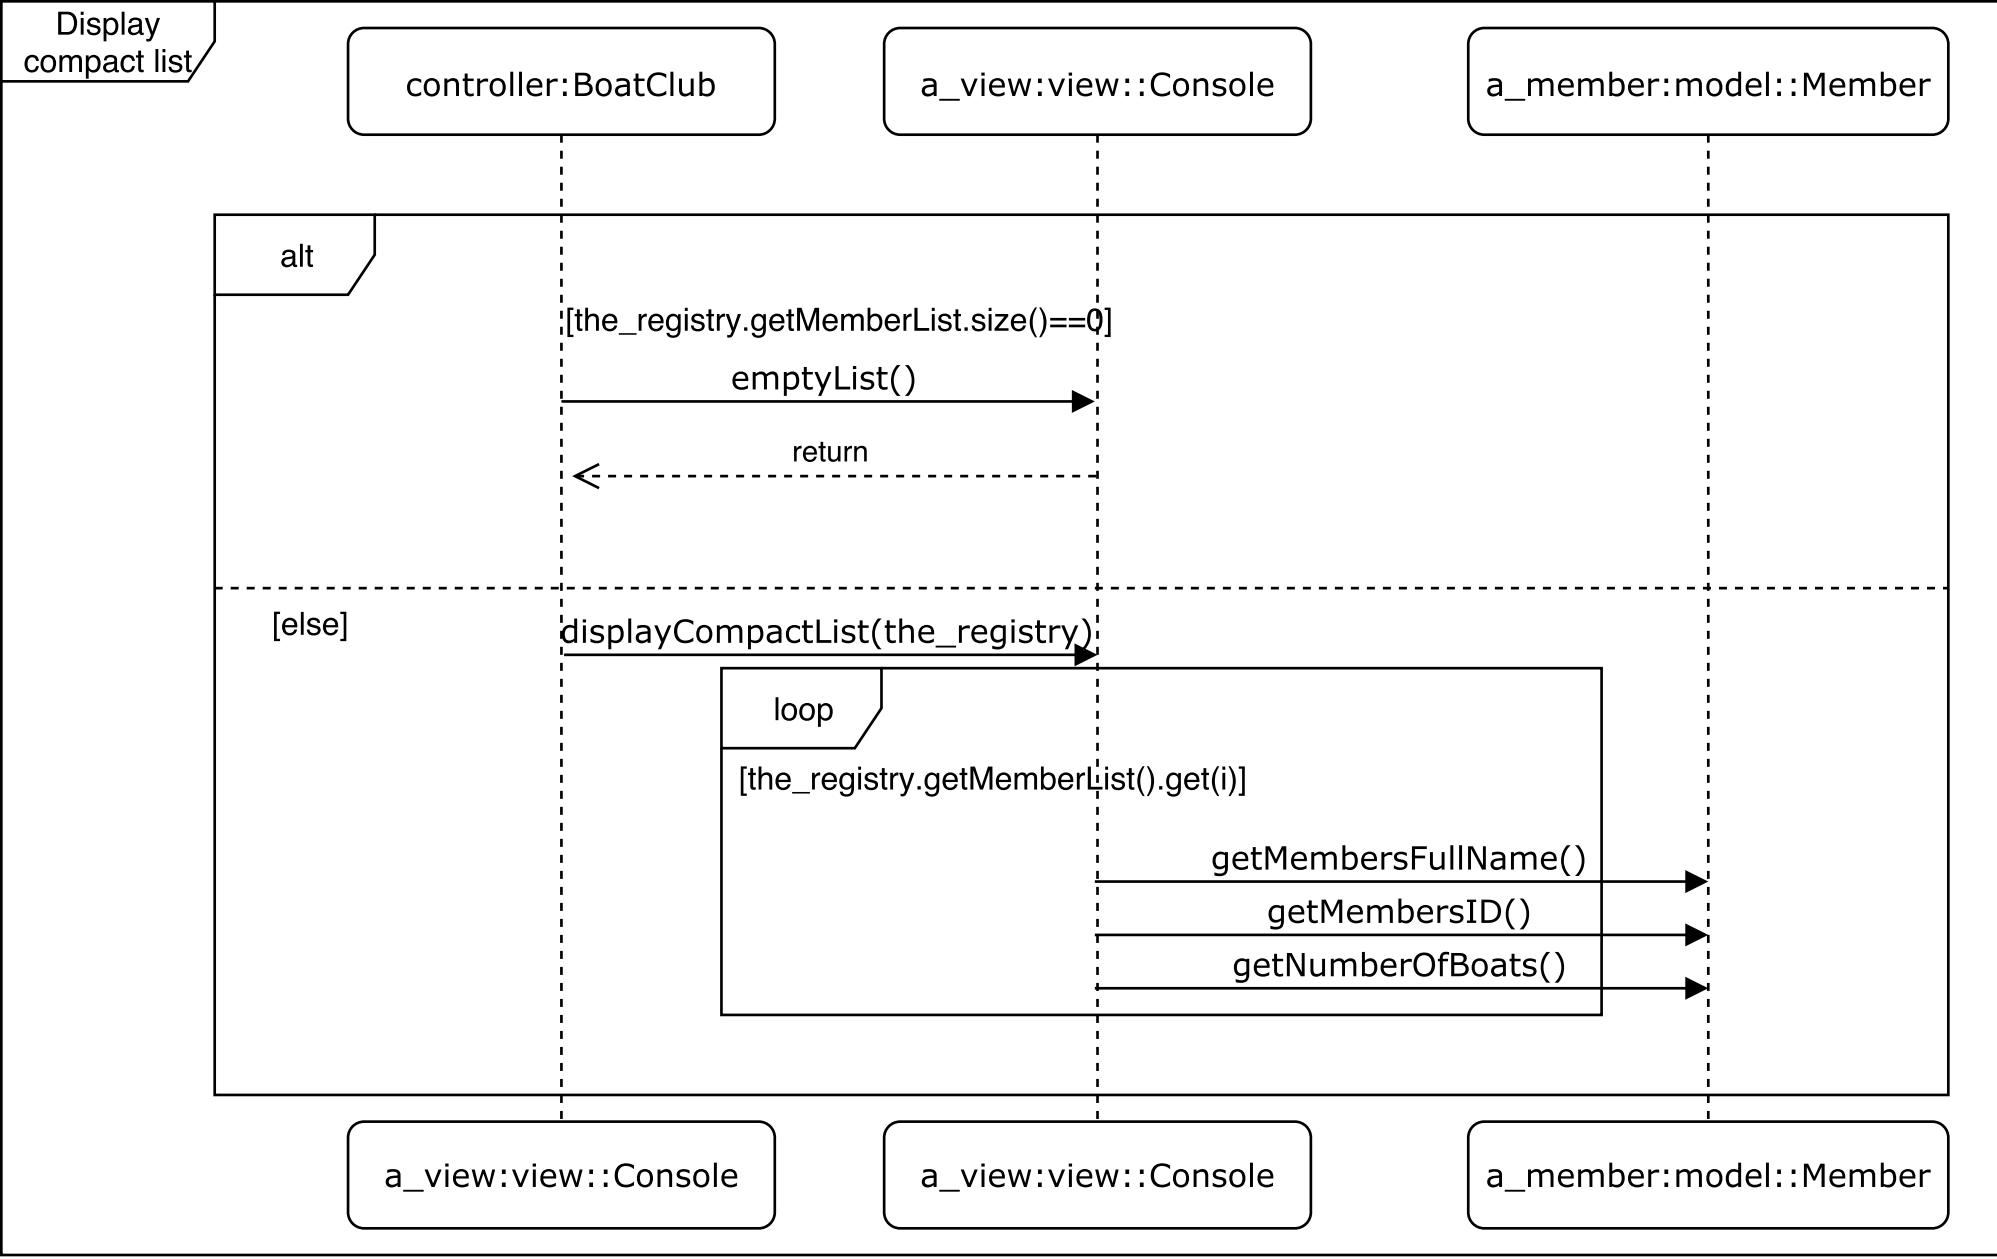 Display
compact list
controller:BoatClub
a_view:view::Console
a_member:model::Member
alt
[the_registry.getMemberList.size()==0]
emptyList()
return
[else]
displayCompactList(the_registry)
loop
[the_registry.getMemberList().get(i)]
getMembersFullName()
getMembersID()
getNumberOfBoats()
a_view:view::Console
a_view:view::Console
a_member:model::Member